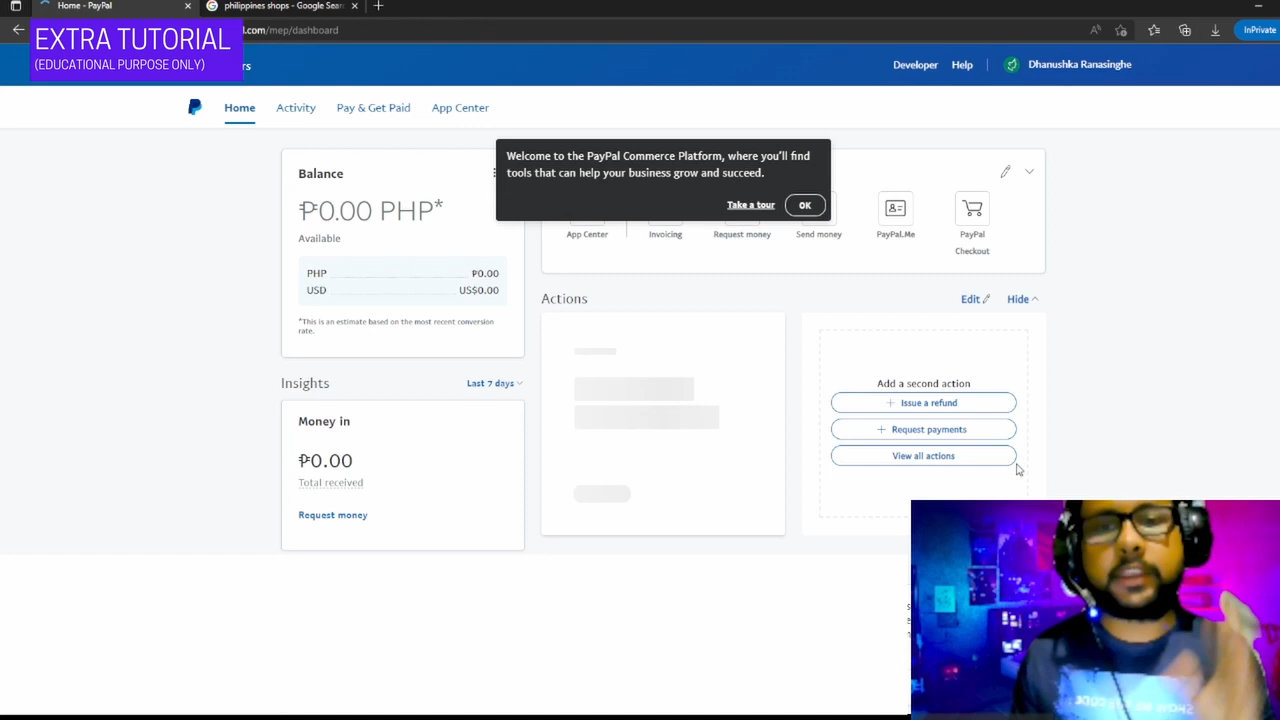 Home - PayPal
philippines shops - Google Sear
EXTRA TUTORIAL
(EDUCATIONAL PURPOSE ONLY)
.com/mep/dashboard
InPrivate
rs
Developer
Help
Dhanushka Ranasinghe
Home
Activity
Pay & Get Paid
App Center
Welcome to the PayPal Commerce Platform, where you'll find
tools that can help your business grow and succeed.
Take a tour
OK
Balance
₱0.00 PHP*
Available
PHP ₱0.00
USD US$0.00
*This is an estimate based on the most recent conversion
rate.
App Center
Invoicing
Request money
Send money
PayPal.Me
PayPal
Checkout
Actions
Edit
Hide
Add a second action
Issue a refund
Request payments
View all actions
Insights
Last 7 days
Money in
₱0.00
Total received
Request money